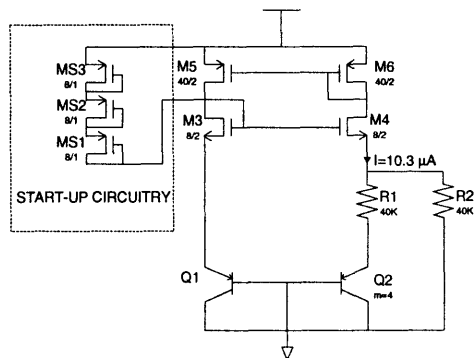 MS3
8/1
MS2
8/1
MS1
8/1
START-UP CIRCUITRY
M5
40/2
M6
40/2
M3
8/2
M4
8/2
I=10.3 μA
R1
40K
R2
40K
Q1
Q2
m=4